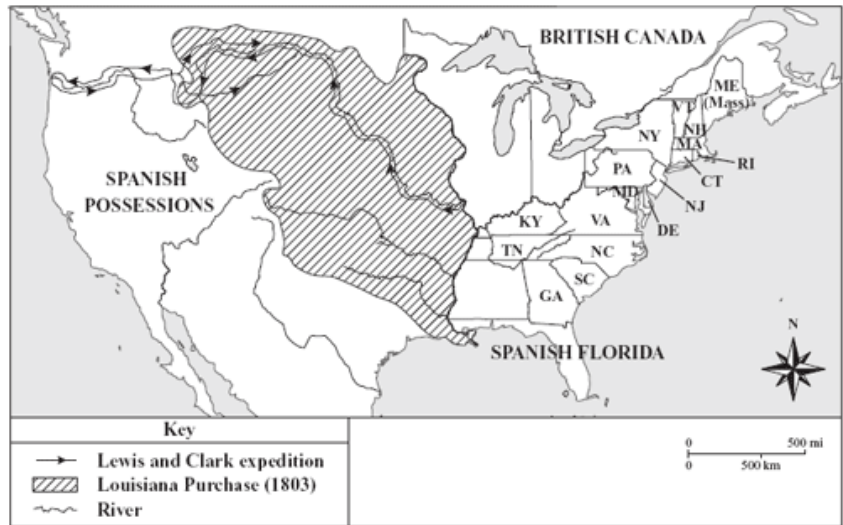 BRITISH CANADA
ME
(Mass)
VT
NH
NY
MA
RI
PA
CT
SPANISH
POSSESSIONS
MD
NJ
KY
VA
DE
TN
NC
SC
GA
N
SPANISH FLORIDA
Key
Lewis and Clark expedition
Louisiana Purchase (1803)
River
0 500 mi
0 500 km